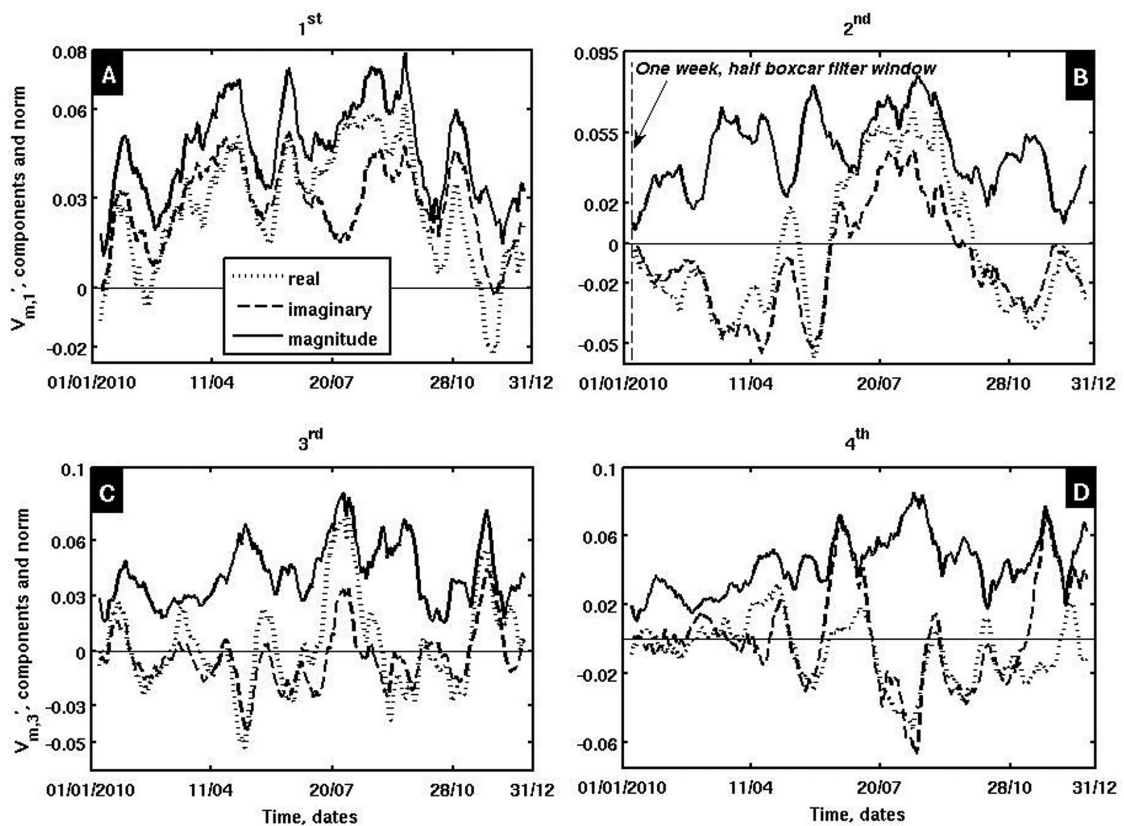 1st
0.08
0.06
0.03
0
-0.02
Vm,1′, components and norm
A
real
imaginary
magnitude
01/01/2010 11/04 20/07 28/10 31/12
2nd
0.095
0.055
0.02
0
-0.02
-0.05
One week, half boxcar filter window
B
01/01/2010 11/04 20/07 28/10 31/12
3rd
0.1
0.06
0.03
0
-0.03
-0.05
Vm,3′, components and norm
C
01/01/2010 11/04 20/07 28/10 31/12
Time, dates
4th
0.1
0.06
0.02
-0.02
-0.06
D
01/01/2010 11/04 20/07 28/10 31/12
Time, dates